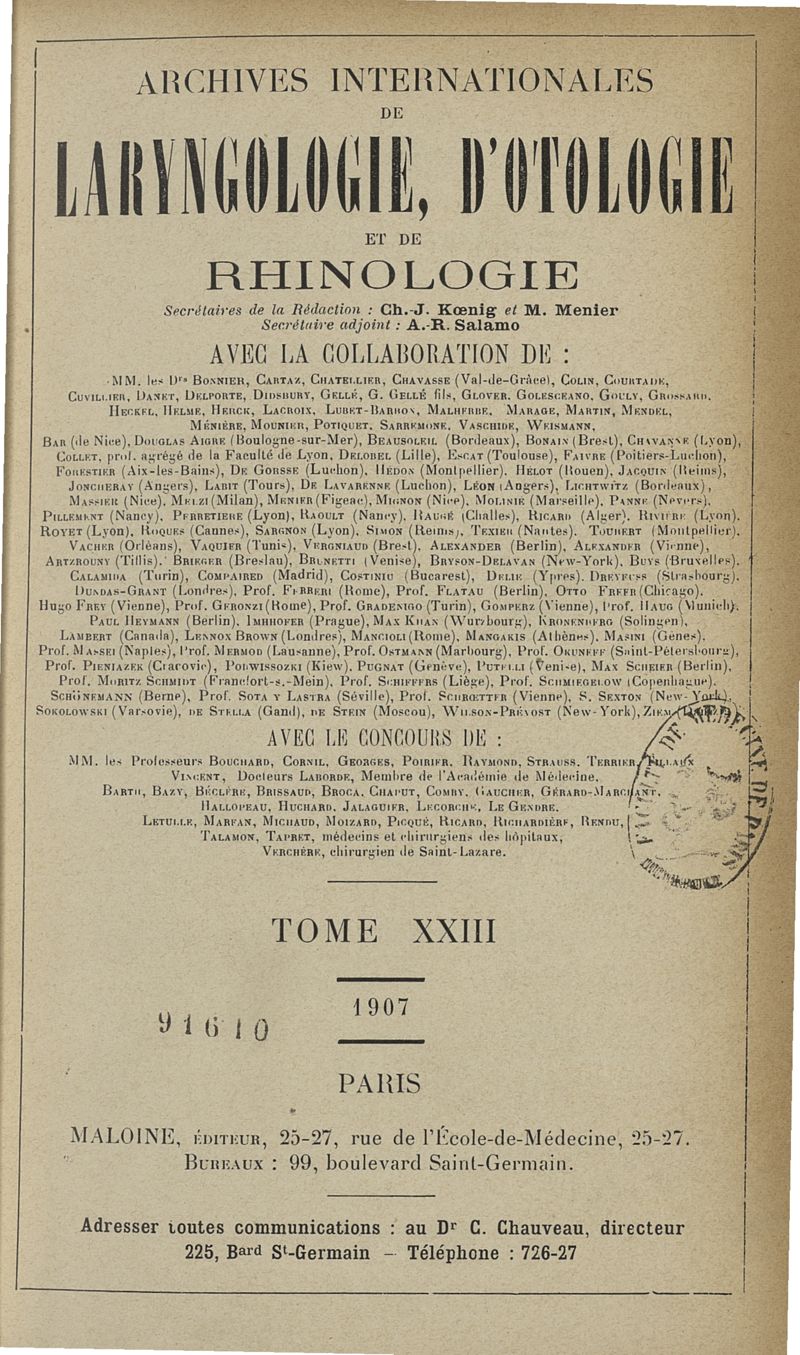 ARCHIVES INTERNATIONALES
DE
LARYNGOLOGIE, D'OTOLOGIE
ET DE
RHINOLOGIE
Secrétaires de la Rédaction : Ch.-J. Kœnig et M. Menier
Secrétaire adjoint : A.-R. Salamo
AVEC LA COLLABORATION DE :
MM. les Drs Bonnier, Cartaz, Chatellier, Chavasse (Val-de-Grâce), Colin, Courtade,
Cuvillier, Danet, Delporte, Didsbury, Gellé, G. Gellé fils, Glover, Golesceano, Gouly, Grossard,
Heckel, Helme, Herck, Lacroix, Lubet-Barbon, Malherbe, Marage, Martin, Mendel,
Ménière, Mounier, Potiquet, Sarremone, Vaschide, Weismann,
Bar (de Nice), Douglas Aigre (Boulogne-sur-Mer), Beausoleil (Bordeaux), Bonain (Brest), Chavanne (Lyon),
Collet, prof. agrégé de la Faculté de Lyon, Delobel (Lille), Escat (Toulouse), Faivre (Poitiers-Luchon),
Forestier (Aix-les-Bains), De Gorsse (Luchon), Hédon (Montpellier), Hélot (Rouen), Jacquin (Reims),
Joncheray (Angers), Labit (Tours), De Lavarenne (Luchon), Léon (Angers), Lichtwitz (Bordeaux),
Massier (Nice), Melzi (Milan), Menier (Figeac), Mignon (Nice), Molinie (Marseille), Panne (Nevers),
Pillement (Nancy), Perretiere (Lyon), Raoult (Nancy), Raugé (Challes), Ricard (Alger), Rivière (Lyon),
Royet (Lyon), Roques (Cannes), Sargnon (Lyon), Simon (Reims), Texier (Nantes), Toubert (Montpellier),
Vacher (Orléans), Vaquier (Tunis), Vergniaud (Brest), Alexander (Berlin), Alexander (Vienne),
Artzrouny (Tiflis), Brieger (Breslau), Brunetti (Venise), Bryson-Delavan (New-York), Buys (Bruxelles),
Calamida (Turin), Compaired (Madrid), Costiniu (Bucarest), Delie (Ypres), Dreyfuss (Strasbourg),
Dundas-Grant (Londres), Prof. Ferreri (Rome), Prof. Flatau (Berlin), Otto Freer (Chicago),
Hugo Frey (Vienne), Prof. Geronzi (Rome), Prof. Gradenigo (Turin), Gomperz (Vienne), Prof. Haug (Munich),
Paul Heymann (Berlin), Imhhofer (Prague), Max Khan (Wurzbourg), Kronenberg (Solingen),
Lambert (Canada), Lennox Brown (Londres), Mancioli (Rome), Mangakis (Athènes), Masini (Gènes),
Prof. Massei (Naples), Prof. Mermod (Lausanne), Prof. Ostmann (Marbourg), Prof. Okuneff (Saint-Pétersbourg),
Prof. Pieniazek (Cracovie), Polwissozki (Kiew), Pugnat (Genève), Putelli (Venise), Max Scheier (Berlin),
Prof. Moritz Schmidt (Francfort-s.-Mein), Prof. Schiffers (Liège), Prof. Schmiegelow (Copenhague),
Schönemann (Berne), Prof. Sota y Lastra (Séville), Prof. Schroetter (Vienne), S. Sexton (New-York),
Sokolowski (Varsovie), de Stella (Gand), de Stein (Moscou), Wilson-Prévost (New-York), Ziem
AVEC LE CONCOURS DE :
MM. les Professeurs Bouchard, Cornil, Georges, Poirier, Raymond, Strauss, Terrier, Tillaux
Vincent, Docteurs Laborde, Membre de l'Académie de Médecine,
Barth, Bazy, Béclère, Brissaud, Broca, Chaput, Comby, Gaucher, Gérard-Marchant,
Hallopeau, Huchard, Jalaguier, Lecorché, Le Gendre,
Letulle, Marfan, Michaud, Moizard, Picqué, Ricard, Richardière, Rendu,
Talamon, Tapret, médecins et chirurgiens des hôpitaux,
Verchère, chirurgien de Saint-Lazare.
TOME XXIII
1907
91610
PARIS
MALOINE, éditeur, 25-27, rue de l'École-de-Médecine, 25-27.
Bureaux : 99, boulevard Saint-Germain.
Adresser toutes communications : au Dr C. Chauveau, directeur
225, Bard St-Germain — Téléphone : 726-27